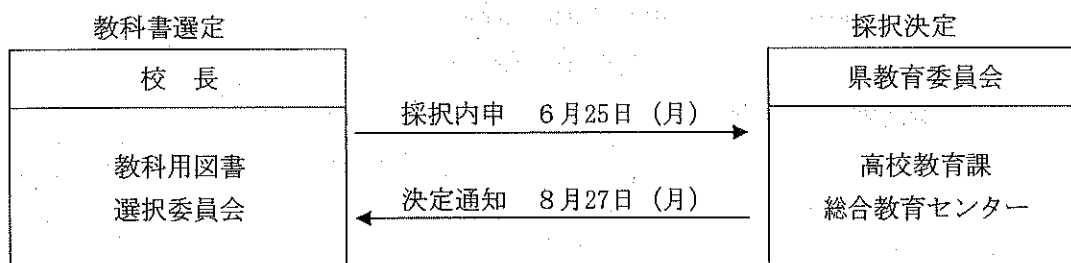 教科書選定
校　長
教科用図書
選択委員会
採択内申　６月25日（月）
決定通知　８月27日（月）
採択決定
県教育委員会
高校教育課
総合教育センター